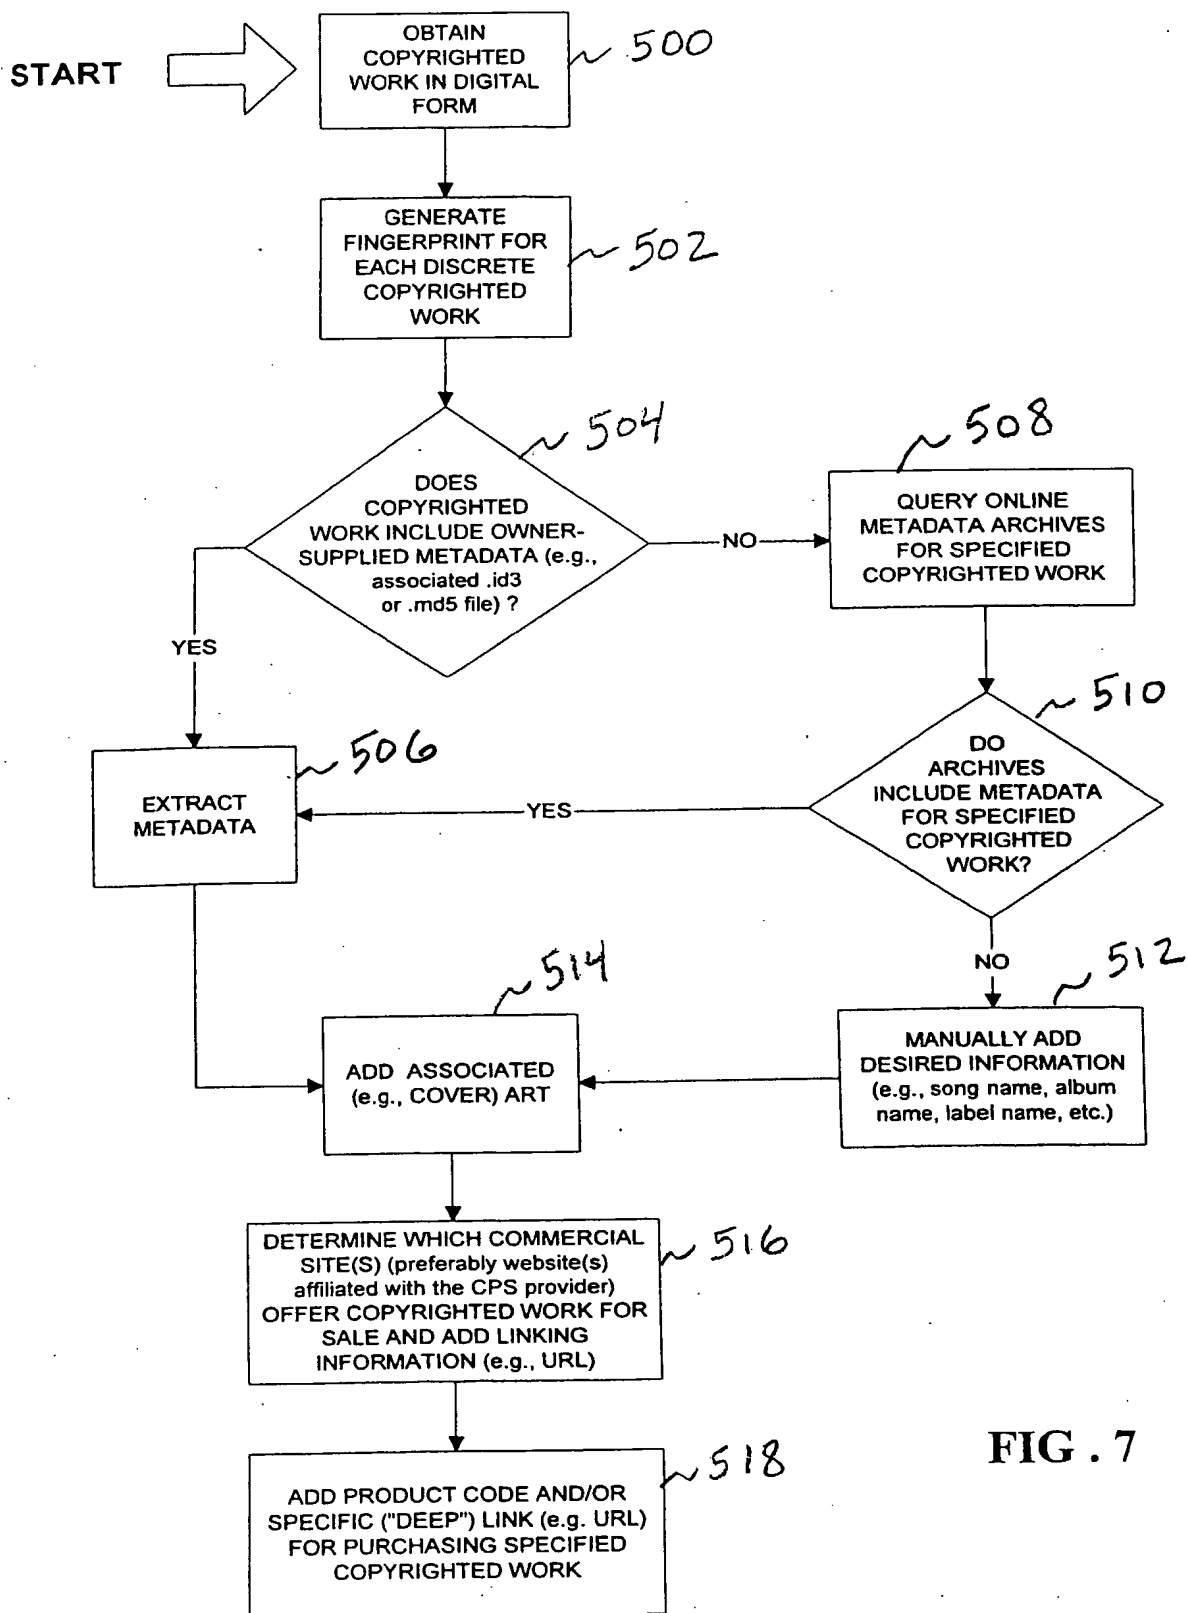 START
OBTAIN
COPYRIGHTED
WORK IN DIGITAL
FORM
500
GENERATE
FINGERPRINT FOR
EACH DISCRETE
COPYRIGHTED
WORK
502
DOES
COPYRIGHTED
WORK INCLUDE OWNER-
SUPPLIED METADATA (e.g.,
associated .id3
or .md5 file) ?
504
NO
YES
QUERY ONLINE
METADATA ARCHIVES
FOR SPECIFIED
COPYRIGHTED WORK
508
DO
ARCHIVES
INCLUDE METADATA
FOR SPECIFIED
COPYRIGHTED
WORK?
510
YES
NO
EXTRACT
METADATA
506
MANUALLY ADD
DESIRED INFORMATION
(e.g., song name, album
name, label name, etc.)
512
ADD ASSOCIATED
(e.g., COVER) ART
514
DETERMINE WHICH COMMERCIAL
SITE(S) (preferably website(s)
affiliated with the CPS provider)
OFFER COPYRIGHTED WORK FOR
SALE AND ADD LINKING
INFORMATION (e.g., URL)
516
ADD PRODUCT CODE AND/OR
SPECIFIC ("DEEP") LINK (e.g. URL)
FOR PURCHASING SPECIFIED
COPYRIGHTED WORK
518
FIG . 7